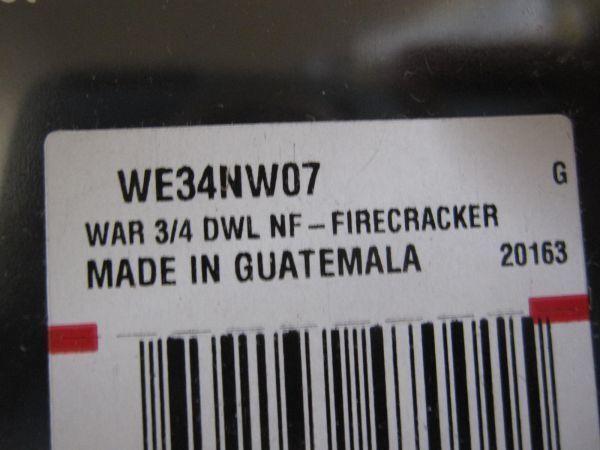 WE34NW07 G
WAR 3/4 DWL NF-FIRECRACKER
MADE IN GUATEMALA 20163